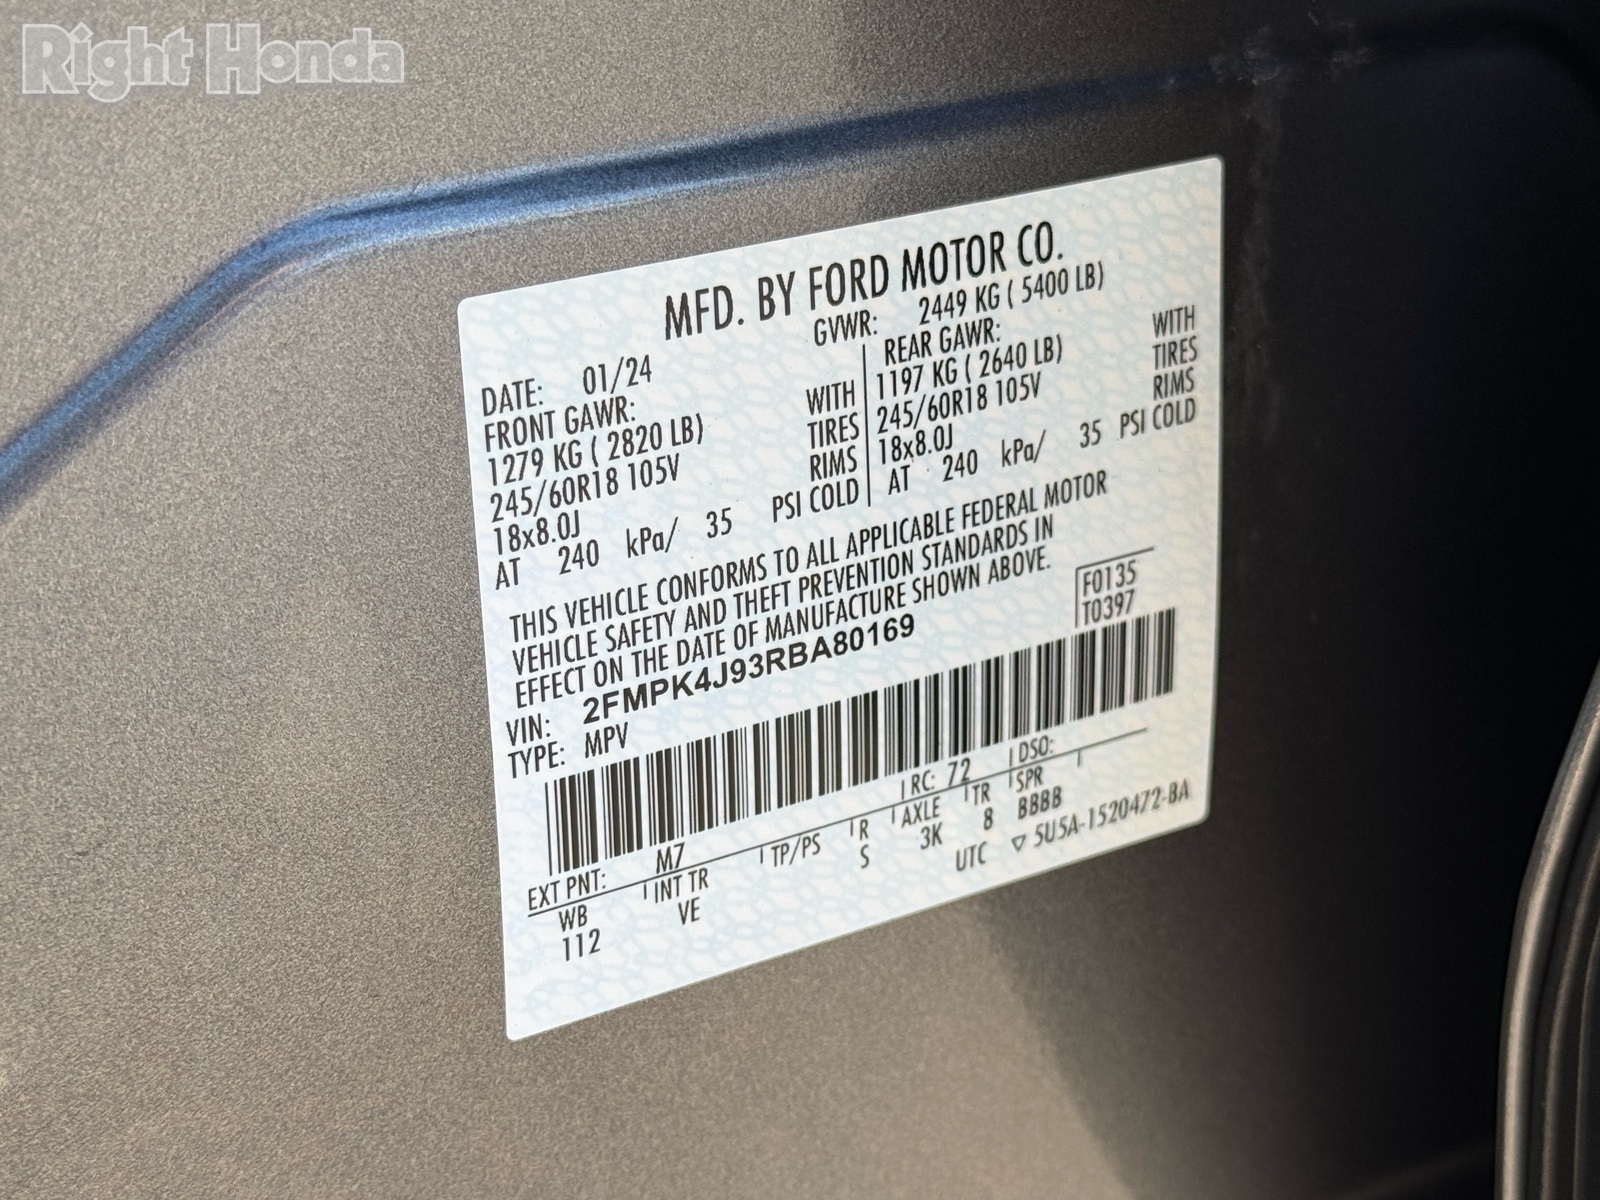 Right Honda
MFD. BY FORD MOTOR CO.
GVWR: 2449 KG ( 5400 LB)
DATE: 01/24
FRONT GAWR:
1279 KG ( 2820 LB) WITH
245/60R18 105V TIRES
18x8.0J RIMS
AT 240 kPa/ 35 PSI COLD
REAR GAWR:
1197 KG ( 2640 LB) WITH
245/60R18 105V TIRES
18x8.0J RIMS
AT 240 kPa/ 35 PSI COLD
THIS VEHICLE CONFORMS TO ALL APPLICABLE FEDERAL MOTOR
VEHICLE SAFETY AND THEFT PREVENTION STANDARDS IN
EFFECT ON THE DATE OF MANUFACTURE SHOWN ABOVE.
F0135
T0397
VIN: 2FMPK4J93RBA80169
TYPE: MPV
EXT PNT: M7 RC: 72 DSO:
WB INT TR TP/PS R AXLE TR SPR
112 VE S 3K 8 BBBB
UTC ▽ 5U5A-1520472-BA